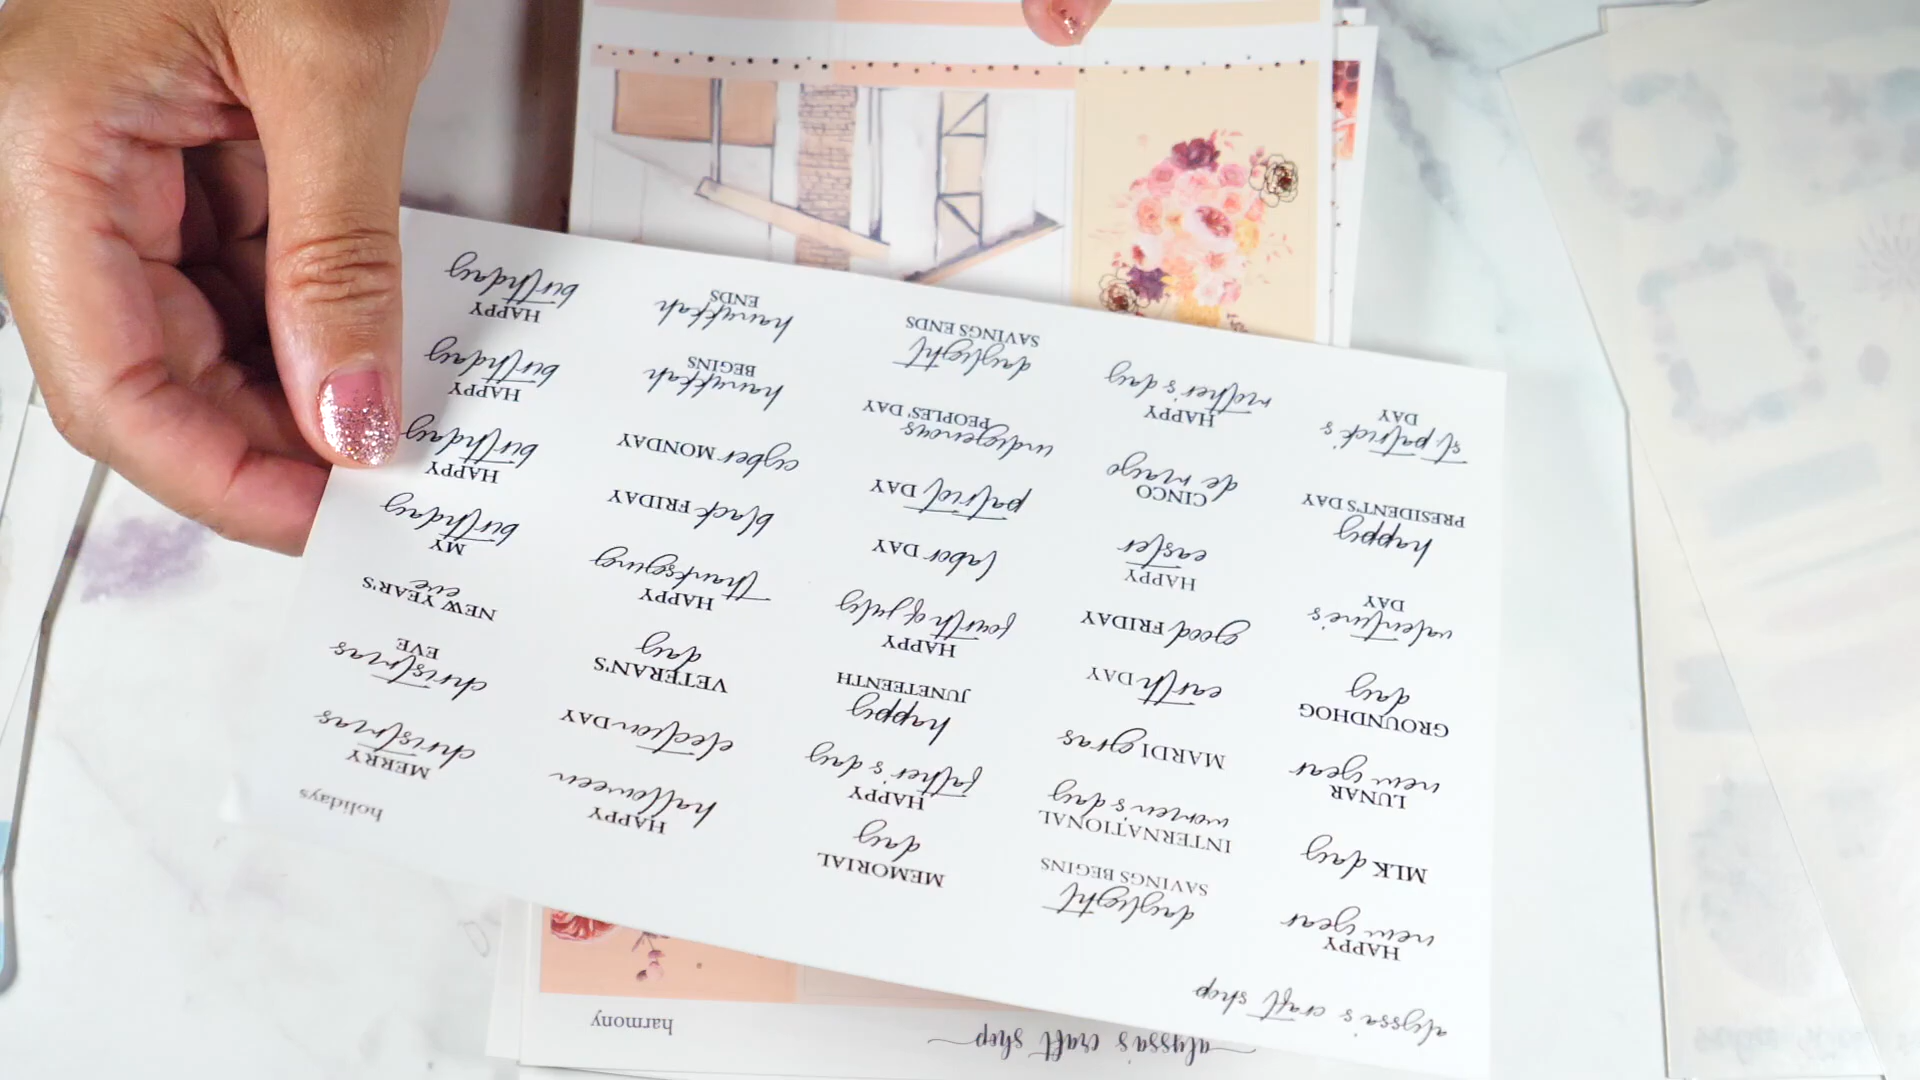 alyssa's craft shop
holidays
HAPPY
new year
MILK day
LUNAR
new year
GROUNDHOG
day
valentine's
DAY
happy
PRESIDENT'S DAY
st. patrick's
DAY
daylight
SAVINGS BEGINS
INTERNATIONAL
women's day
MARDI gras
earth DAY
good FRIDAY
HAPPY
easter
CINCO
de mayo
HAPPY
mother's day
MEMORIAL
day
HAPPY
father's day
happy
JUNETEENTH
HAPPY
fourth of july
labor DAY
patriot DAY
indigenous
PEOPLES' DAY
daylight
SAVINGS ENDS
HAPPY
halloween
election DAY
VETERAN'S
day
HAPPY
thanksgiving
black FRIDAY
cyber MONDAY
hanukkah
BEGINS
hanukkah
ENDS
MERRY
christmas
christmas
EVE
NEW YEAR'S
eve
MY
birthday
HAPPY
birthday
HAPPY
birthday
HAPPY
birthday
alyssa's craft shop
harmony